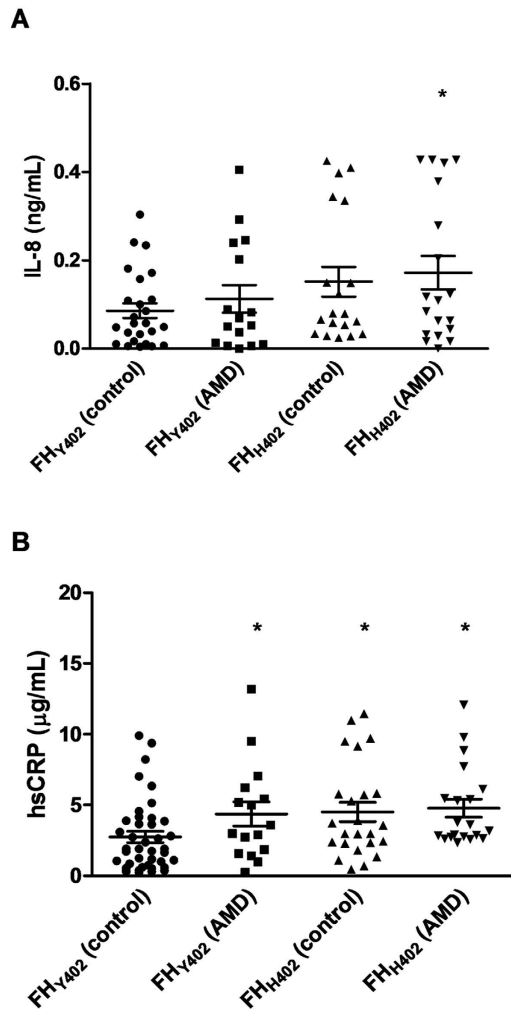 A
0.6
*
0.4
IL-8 (ng/mL)
0.2
0.0
FHY402 (control)
FHY402 (AMD)
FHH402 (control)
FHH402 (AMD)
B
20
* * *
15
hsCRP (μg/mL)
10
5
0
FHY402 (control)
FHY402 (AMD)
FHH402 (control)
FHH402 (AMD)